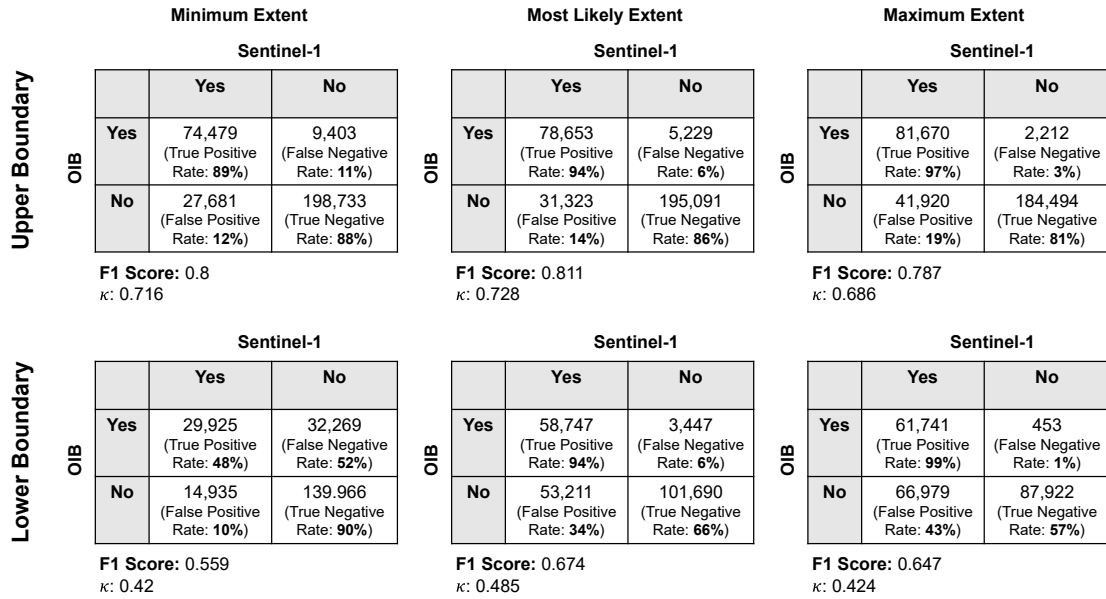 Minimum Extent
Most Likely Extent
Maximum Extent
Upper Boundary
Sentinel-1
Yes No
OIB
Yes 74,479 9,403
(True Positive (False Negative
Rate: 89%) Rate: 11%)
No 27,681 198,733
(False Positive (True Negative
Rate: 12%) Rate: 88%)
F1 Score: 0.8
κ: 0.716
Sentinel-1
Yes No
OIB
Yes 78,653 5,229
(True Positive (False Negative
Rate: 94%) Rate: 6%)
No 31,323 195,091
(False Positive (True Negative
Rate: 14%) Rate: 86%)
F1 Score: 0.811
κ: 0.728
Sentinel-1
Yes No
OIB
Yes 81,670 2,212
(True Positive (False Negative
Rate: 97%) Rate: 3%)
No 41,920 184,494
(False Positive (True Negative
Rate: 19%) Rate: 81%)
F1 Score: 0.787
κ: 0.686
Lower Boundary
Sentinel-1
Yes No
OIB
Yes 29,925 32,269
(True Positive (False Negative
Rate: 48%) Rate: 52%)
No 14,935 139.966
(False Positive (True Negative
Rate: 10%) Rate: 90%)
F1 Score: 0.559
κ: 0.42
Sentinel-1
Yes No
OIB
Yes 58,747 3,447
(True Positive (False Negative
Rate: 94%) Rate: 6%)
No 53,211 101,690
(False Positive (True Negative
Rate: 34%) Rate: 66%)
F1 Score: 0.674
κ: 0.485
Sentinel-1
Yes No
OIB
Yes 61,741 453
(True Positive (False Negative
Rate: 99%) Rate: 1%)
No 66,979 87,922
(False Positive (True Negative
Rate: 43%) Rate: 57%)
F1 Score: 0.647
κ: 0.424